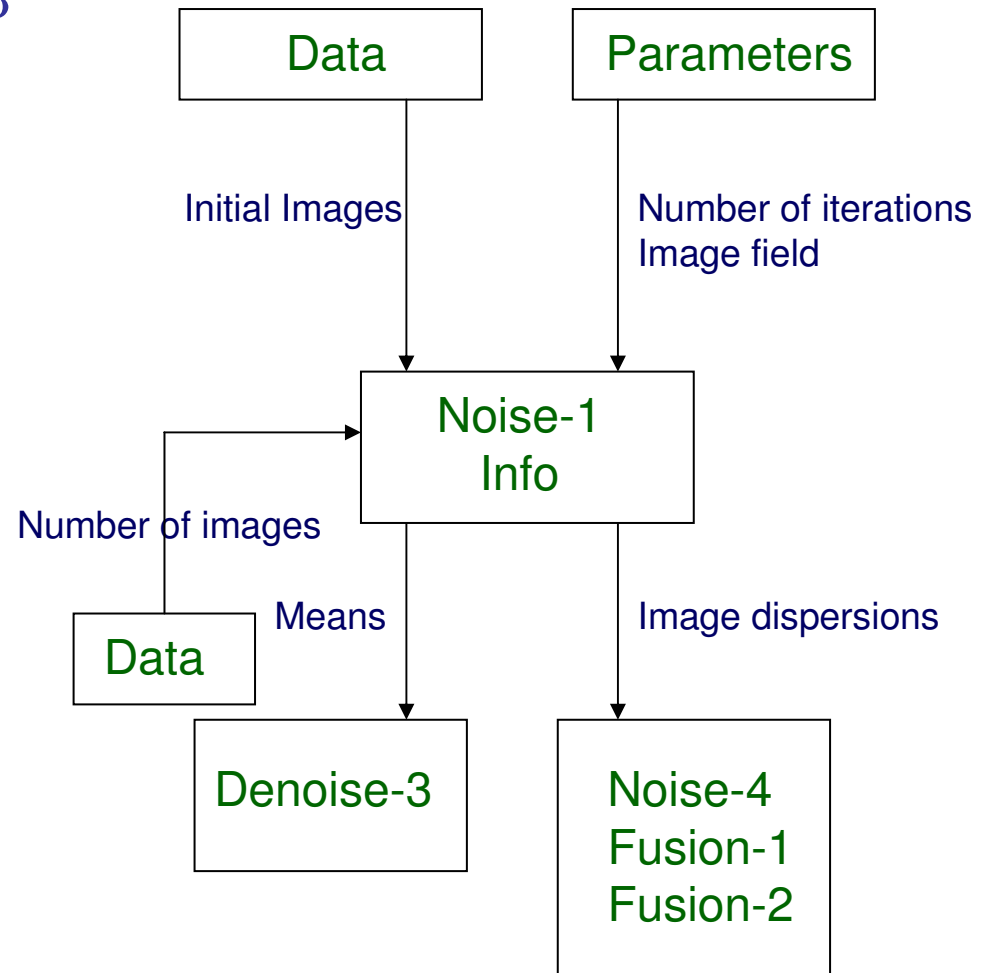 Data
Parameters
Initial Images
Number of iterations
Image field
Noise-1
Info
Number of images
Means
Image dispersions
Data
Denoise-3
Noise-4
Fusion-1
Fusion-2